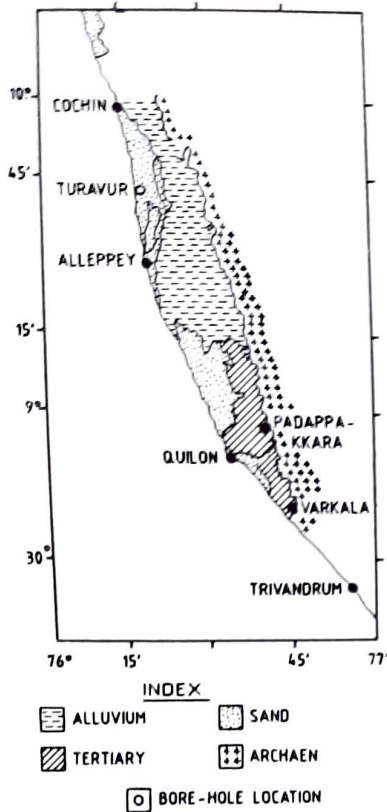 10°
COCHIN
45'
TURAVUR
ALLEPPEY
15'
9°
PADAPPA-
KKARA
QUILON
VARKALA
30°
TRIVANDRUM
76° 15' 45' 77°
INDEX
ALLUVIUM SAND
TERTIARY ARCHAEN
BORE-HOLE LOCATION